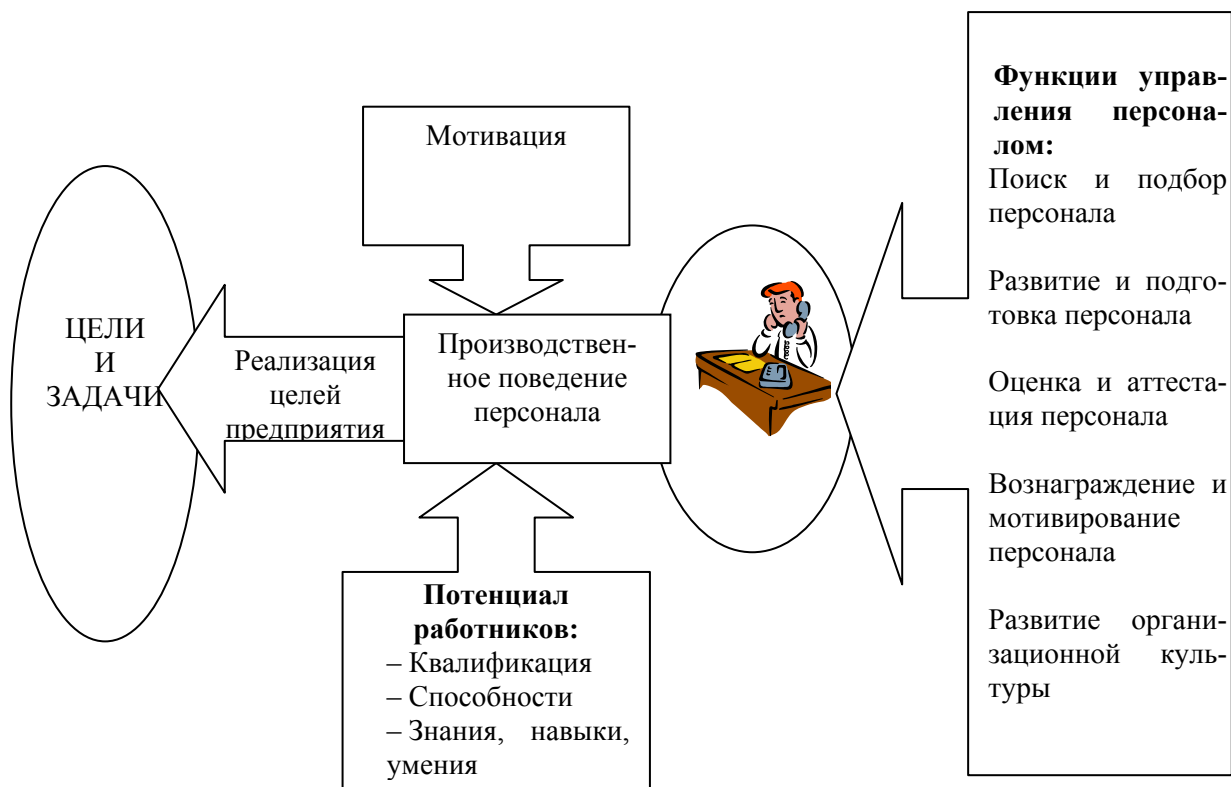 Мотивация
ЦЕЛИ
И
ЗАДАЧИ
Реализация
целей
предприятия
Производствен-
ное поведение
персонала
Потенциал
работников:
– Квалификация
– Способности
– Знания, навыки,
умения
Функции управ-
ления персона-
лом:
Поиск и подбор
персонала
Развитие и подго-
товка персонала
Оценка и аттеста-
ция персонала
Вознаграждение и
мотивирование
персонала
Развитие органи-
зационной куль-
туры